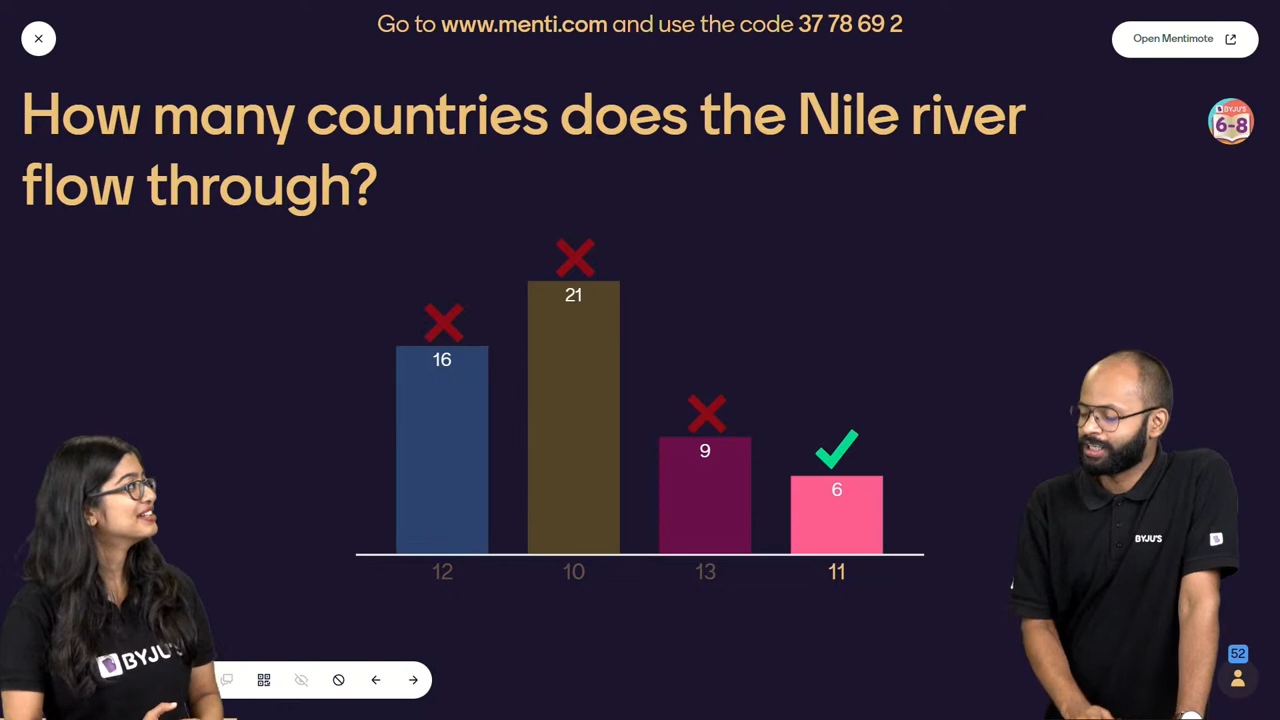 Go to www.menti.com and use the code 37 78 69 2
Open Mentimote
How many countries does the Nile river
flow through?
BYJU'S
6-8
16
21
9
6
12
10
13
11
BYJU'S
BYJU'S
52